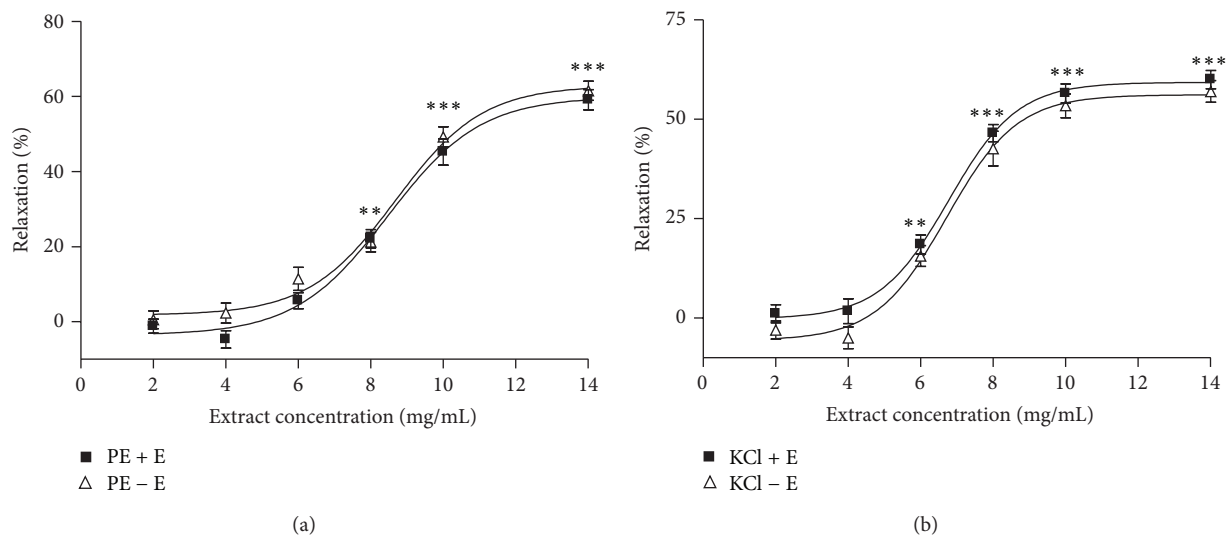 80
60
40
20
0
Relaxation (%)
**
***
***
0 2 4 6 8 10 12 14
Extract concentration (mg/mL)
PE + E
PE − E
(a)
75
50
25
0
Relaxation (%)
**
***
***
***
0 2 4 6 8 10 12 14
Extract concentration (mg/mL)
KCl + E
KCl − E
(b)